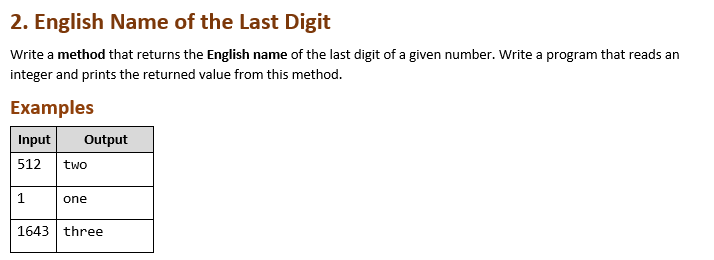 2. English Name of the Last Digit
Write a method that returns the English name of the last digit of a given number. Write a program that reads an
integer and prints the returned value from this method.
Examples
Input Output
512 two
1 one
1643 three